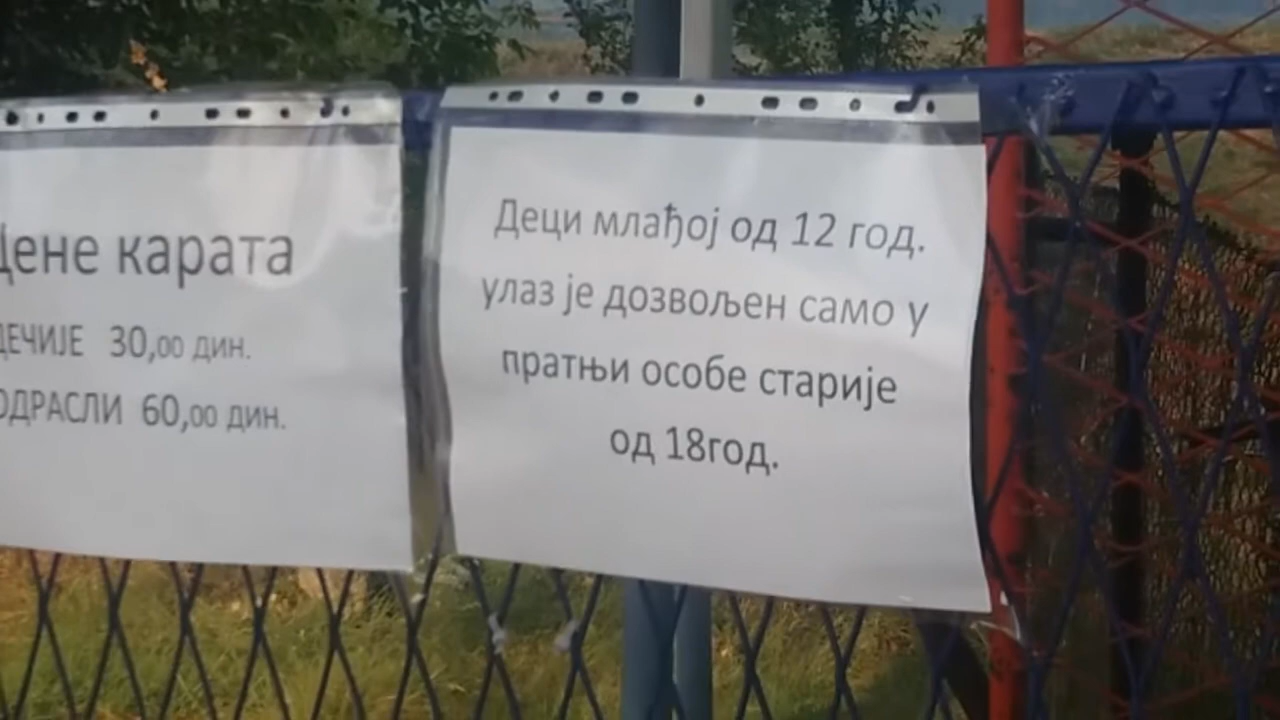 Цене карата
ДЕЧИЈЕ 30,00 дин.
ОДРАСЛИ 60,00 дин.
Деци млађој од 12 год.
улаз је дозвољен само у
пратњи особе старије
од 18год.